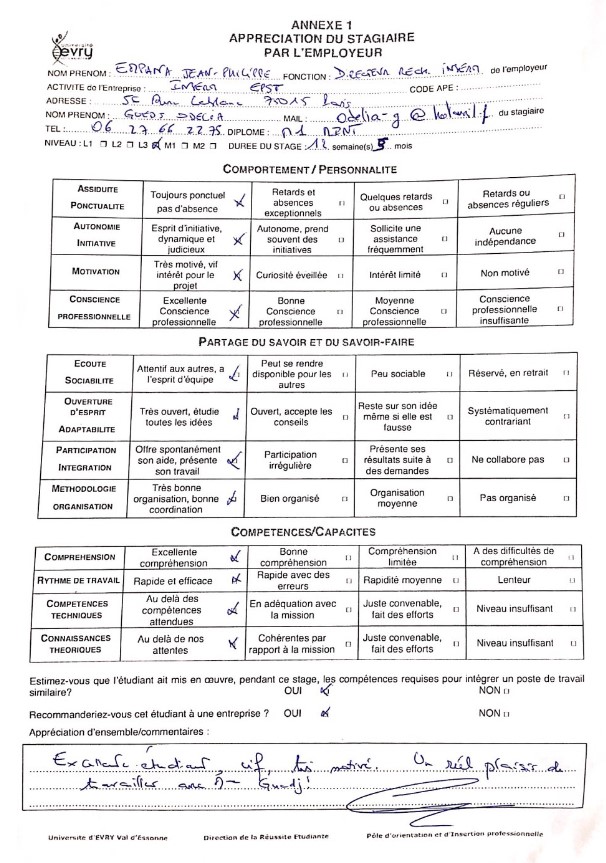 ANNEXE 1
APPRECIATION DU STAGIAIRE
PAR L'EMPLOYEUR
université evry
NOM PRENOM : EMPANA JEAN-PHILIPPE FONCTION : Directeur Rech. INSERM de l'employeur
ACTIVITE de l'Entreprise : INSERM EPST CODE APE :
ADRESSE : 56 Rue Leblanc 75015 Paris
NOM PRENOM : GUEDJ ODELIA MAIL : Odelia-g @ hotmail.f du stagiaire
TEL : 06 27 66 22 75 DIPLOME : M1
NIVEAU : L1 □ L2 □ L3 M1 □ M2 □ DUREE DU STAGE : 12 semaine(s) mois
COMPORTEMENT / PERSONNALITE
ASSIDUITE PONCTUALITE Toujours ponctuel pas d'absence Retards et absences exceptionnels □ Quelques retards ou absences □ Retards ou absences réguliers □
AUTONOMIE INITIATIVE Esprit d'initiative, dynamique et judicieux Autonome, prend souvent des initiatives □ Sollicite une assistance fréquemment □ Aucune indépendance □
MOTIVATION Très motivé, vif intérêt pour le projet Curiosité éveillée □ Intérêt limité □ Non motivé □
CONSCIENCE PROFESSIONNELLE Excellente Conscience professionnelle Bonne Conscience professionnelle □ Moyenne Conscience professionnelle □ Conscience professionnelle insuffisante □
PARTAGE DU SAVOIR ET DU SAVOIR-FAIRE
ECOUTE SOCIABILITE Attentif aux autres, a l'esprit d'équipe Peut se rendre disponible pour les autres □ Peu sociable □ Réservé, en retrait □
OUVERTURE D'ESPRIT ADAPTABILITE Très ouvert, étudie toutes les idées Ouvert, accepte les conseils □ Reste sur son idée même si elle est fausse □ Systématiquement contrariant □
PARTICIPATION INTEGRATION Offre spontanément son aide, présente son travail Participation irrégulière □ Présente ses résultats suite à des demandes □ Ne collabore pas □
METHODOLOGIE ORGANISATION Très bonne organisation, bonne coordination Bien organisé □ Organisation moyenne □ Pas organisé □
COMPETENCES/CAPACITES
COMPREHENSION Excellente compréhension Bonne compréhension □ Compréhension limitée □ A des difficultés de compréhension □
RYTHME DE TRAVAIL Rapide et efficace Rapide avec des erreurs □ Rapidité moyenne □ Lenteur □
COMPETENCES TECHNIQUES Au delà des compétences attendues En adéquation avec la mission □ Juste convenable, fait des efforts □ Niveau insuffisant □
CONNAISSANCES THEORIQUES Au delà de nos attentes Cohérentes par rapport à la mission □ Juste convenable, fait des efforts □ Niveau insuffisant □
Estimez-vous que l'étudiant ait mis en œuvre, pendant ce stage, les compétences requises pour intégrer un poste de travail
similaire? OUI NON □
Recommanderiez-vous cet étudiant à une entreprise ? OUI NON □
Appréciation d'ensemble/commentaires :
Excellente étudiant, vif, très motivé. Un réel plaisir de
travailler avec Guedj!
Université d'EVRY Val d'Essonne Direction de la Réussite Etudiante Pôle d'orientation et d'Insertion professionnelle